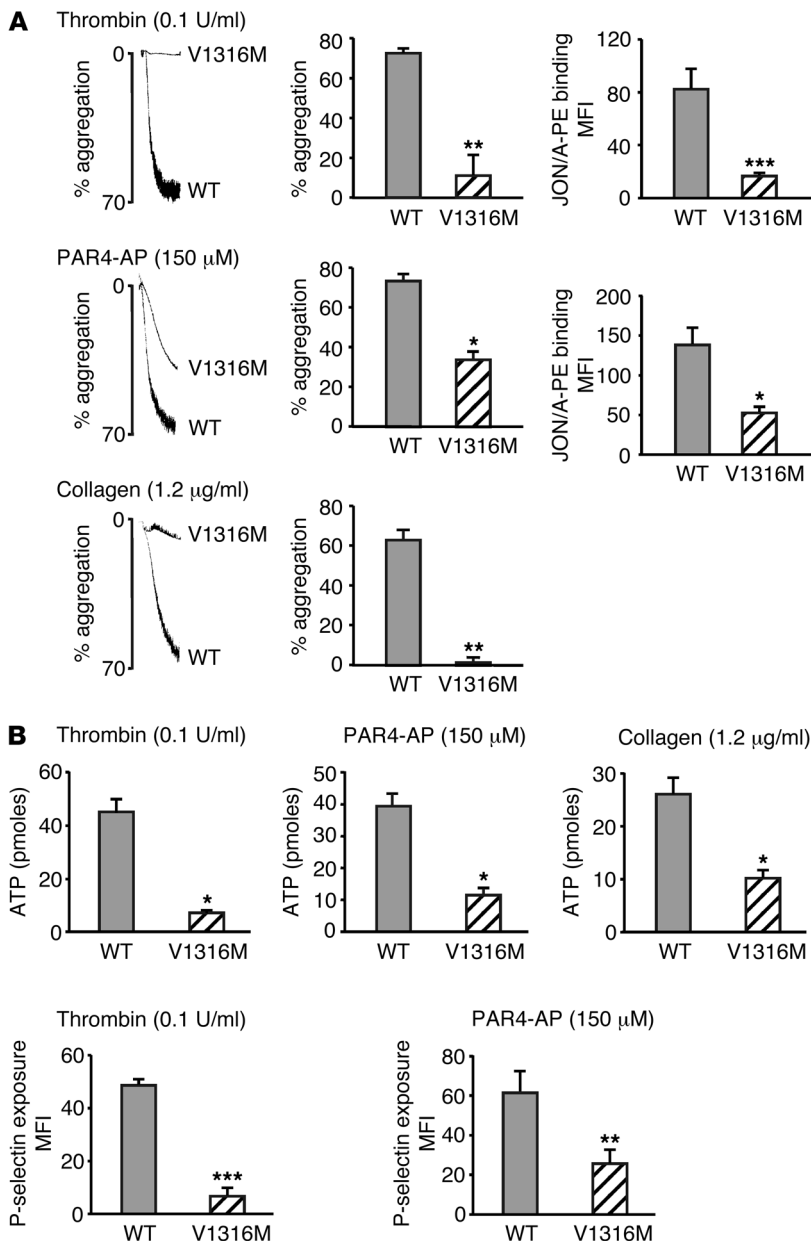 A
Thrombin (0.1 U/ml)
% aggregation
0
70
V1316M
WT
% aggregation
80
60
40
20
0
**
WT
V1316M
JON/A-PE binding
MFI
120
80
40
0
***
WT
V1316M
PAR4-AP (150 μM)
% aggregation
0
70
V1316M
WT
% aggregation
80
60
40
20
0
*
WT
V1316M
JON/A-PE binding
MFI
200
150
100
50
0
*
WT
V1316M
Collagen (1.2 μg/ml)
% aggregation
0
70
V1316M
WT
% aggregation
80
60
40
20
0
**
WT
V1316M
B
Thrombin (0.1 U/ml)
ATP (pmoles)
60
40
20
0
*
WT
V1316M
PAR4-AP (150 μM)
ATP (pmoles)
50
40
30
20
10
0
*
WT
V1316M
Collagen (1.2 μg/ml)
ATP (pmoles)
30
20
10
0
*
WT
V1316M
Thrombin (0.1 U/ml)
P-selectin exposure
MFI
60
40
20
0
***
WT
V1316M
PAR4-AP (150 μM)
P-selectin exposure
MFI
80
60
40
20
0
**
WT
V1316M